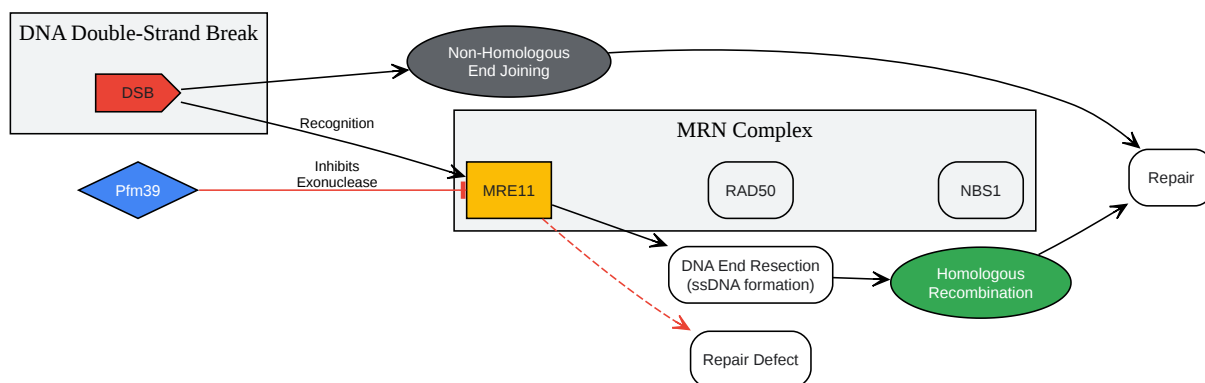 DNA Double-Strand Break
DSB
Non-Homologous
End Joining
Recognition
MRN Complex
Inhibits
Exonuclease
Pfm39
MRE11
RAD50
NBS1
Repair
DNA End Resection
(ssDNA formation)
Homologous
Recombination
Repair Defect